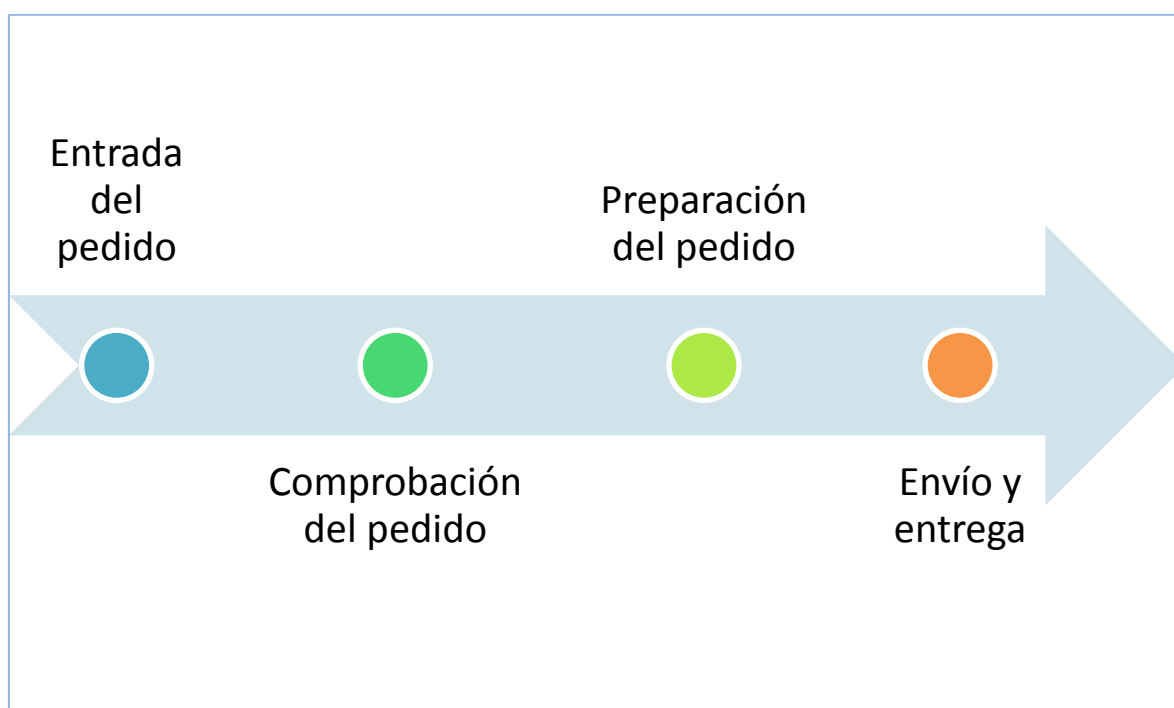 Entrada
del
pedido
Comprobación
del pedido
Preparación
del pedido
Envío y
entrega